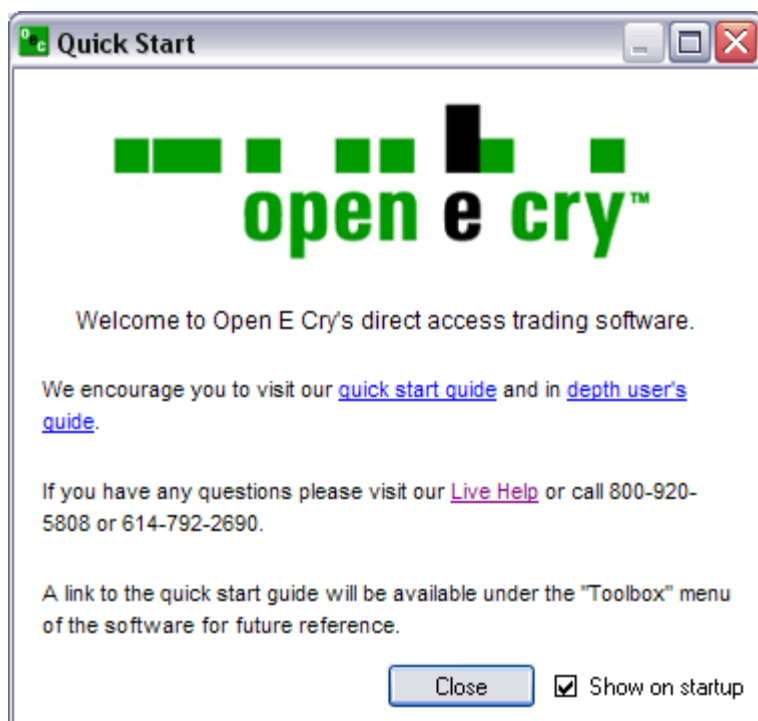 Oec Quick Start
open e cry™
Welcome to Open E Cry's direct access trading software.
We encourage you to visit our quick start guide and in depth user's
guide.
If you have any questions please visit our Live Help or call 800-920-
5808 or 614-792-2690.
A link to the quick start guide will be available under the "Toolbox" menu
of the software for future reference.
Close Show on startup